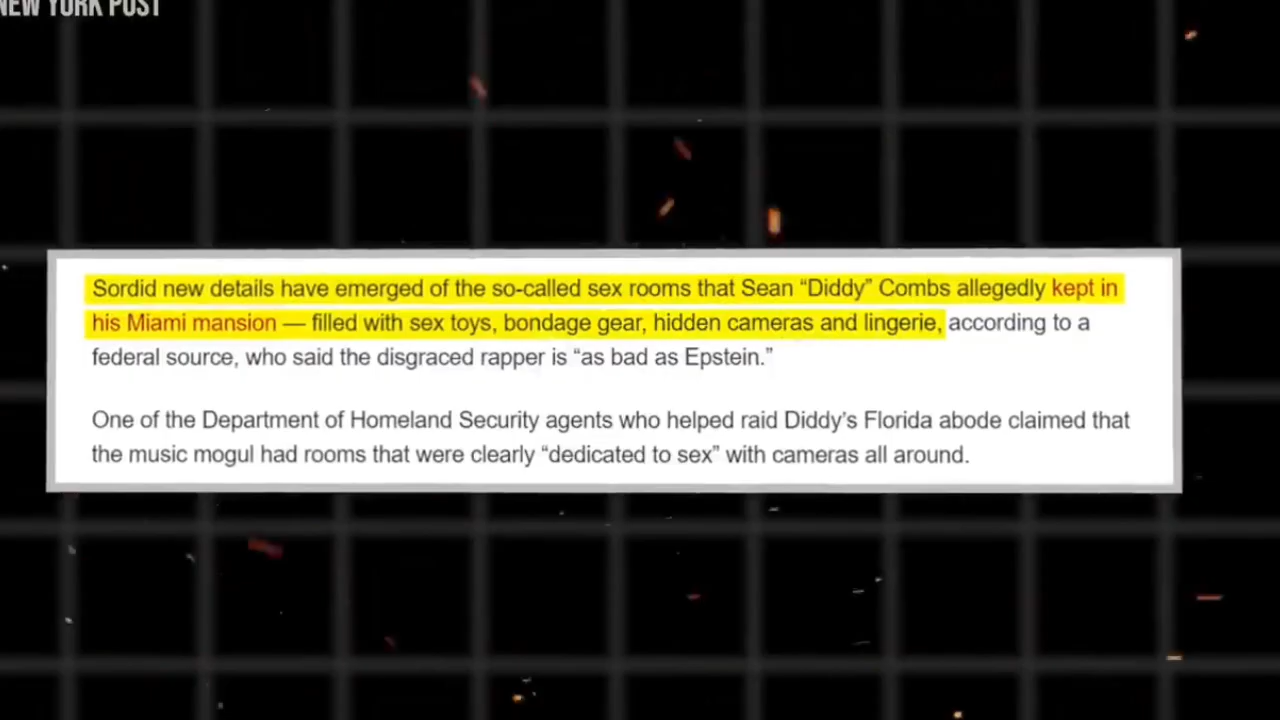 NEW YORK POST
Sordid new details have emerged of the so-called sex rooms that Sean “Diddy” Combs allegedly kept in
his Miami mansion — filled with sex toys, bondage gear, hidden cameras and lingerie, according to a
federal source, who said the disgraced rapper is “as bad as Epstein.”
One of the Department of Homeland Security agents who helped raid Diddy’s Florida abode claimed that
the music mogul had rooms that were clearly “dedicated to sex” with cameras all around.